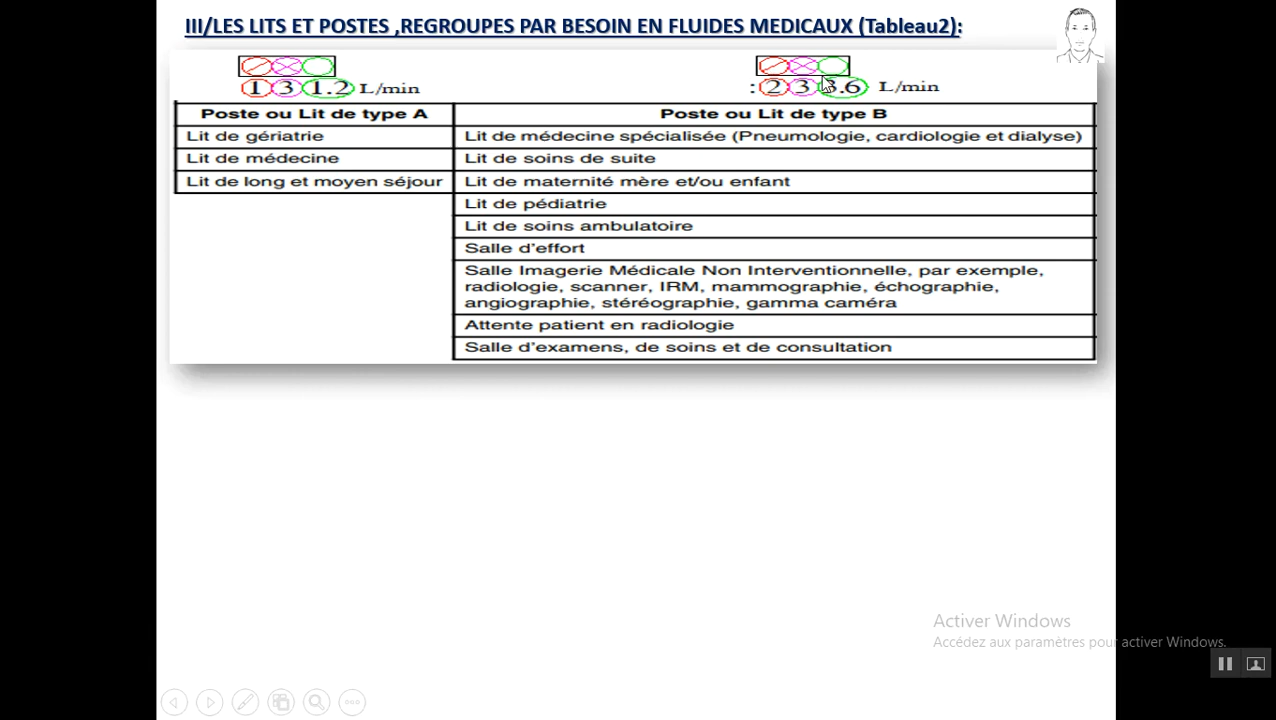 III/LES LITS ET POSTES ,REGROUPES PAR BESOIN EN FLUIDES MEDICAUX (Tableau2):
1 3 1.2 L/min
: 2 3 3.6 L/min
Poste ou Lit de type A
Poste ou Lit de type B
Lit de gériatrie
Lit de médecine spécialisée (Pneumologie, cardiologie et dialyse)
Lit de médecine
Lit de soins de suite
Lit de long et moyen séjour
Lit de maternité mère et/ou enfant
Lit de pédiatrie
Lit de soins ambulatoire
Salle d'effort
Salle Imagerie Médicale Non Interventionnelle, par exemple,
radiologie, scanner, IRM, mammographie, échographie,
angiographie, stéréographie, gamma caméra
Attente patient en radiologie
Salle d'examens, de soins et de consultation
Activer Windows
Accédez aux paramètres pour activer Windows.